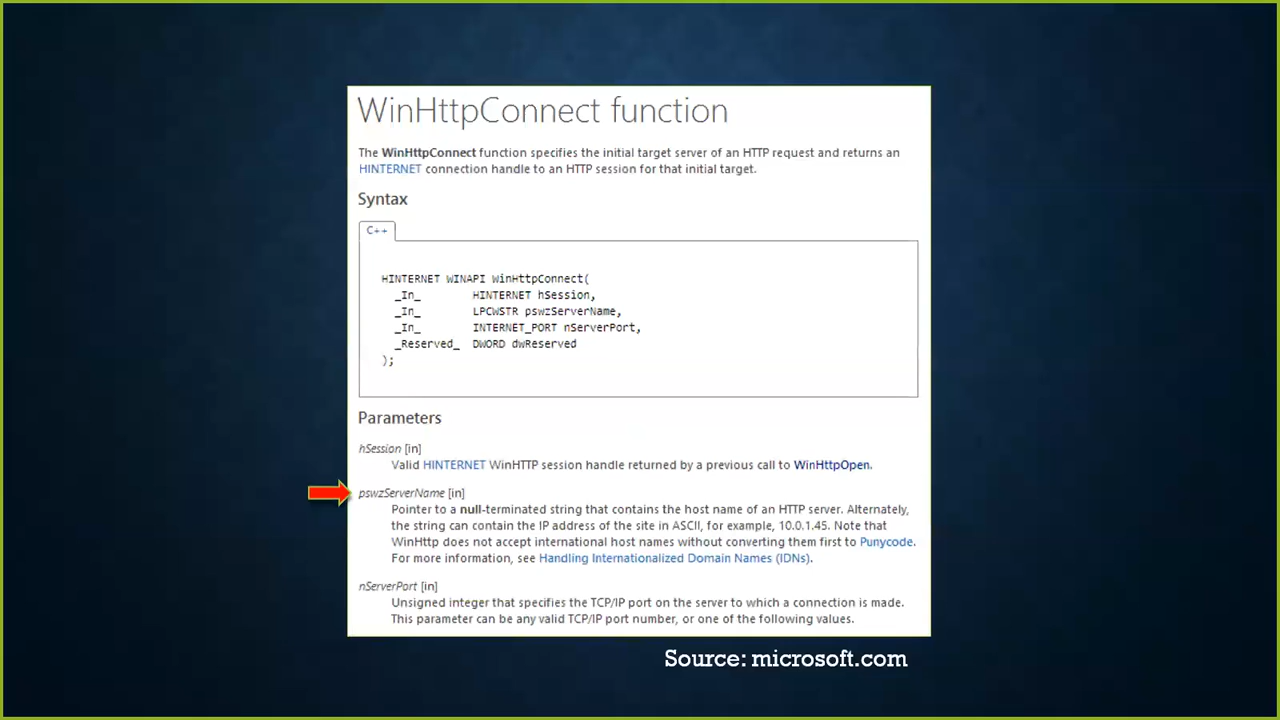 WinHttpConnect function
The WinHttpConnect function specifies the initial target server of an HTTP request and returns an
HINTERNET connection handle to an HTTP session for that initial target.
Syntax
C++
HINTERNET WINAPI WinHttpConnect(
_In_ HINTERNET hSession,
_In_ LPCWSTR pswzServerName,
_In_ INTERNET_PORT nServerPort,
_Reserved_ DWORD dwReserved
);
Parameters
hSession [in]
Valid HINTERNET WinHTTP session handle returned by a previous call to WinHttpOpen.
pswzServerName [in]
Pointer to a null-terminated string that contains the host name of an HTTP server. Alternately,
the string can contain the IP address of the site in ASCII, for example, 10.0.1.45. Note that
WinHttp does not accept international host names without converting them first to Punycode.
For more information, see Handling Internationalized Domain Names (IDNs).
nServerPort [in]
Unsigned integer that specifies the TCP/IP port on the server to which a connection is made.
This parameter can be any valid TCP/IP port number, or one of the following values.
Source: microsoft.com